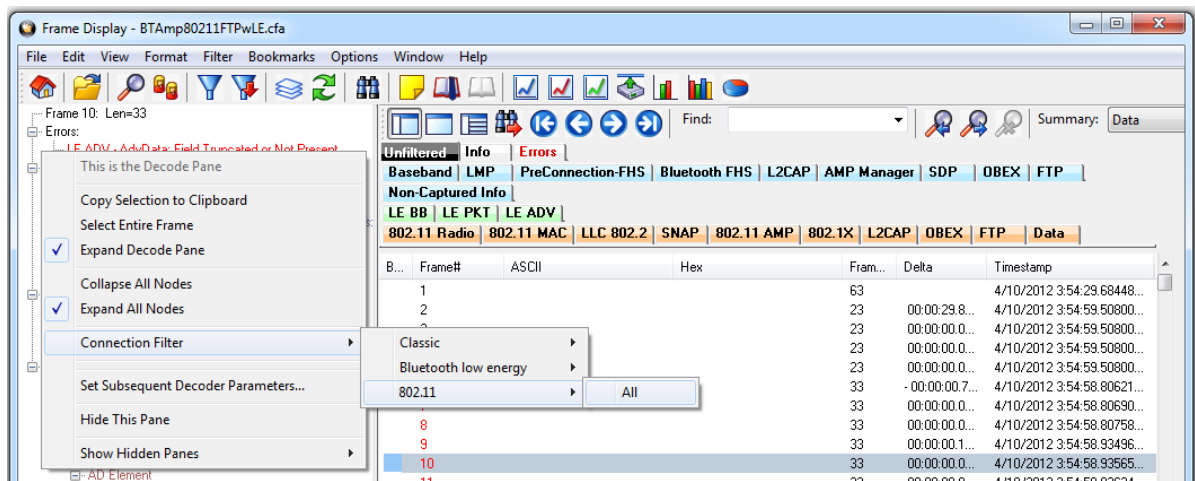 Frame Display - BTAmp80211FTPwLE.cfa
File Edit View Format Filter Bookmarks Options Window Help
Frame 10: Len=33
Errors:
LE ADV - AdvData: Field Truncated or Not Present
This is the Decode Pane
Copy Selection to Clipboard
Select Entire Frame
Expand Decode Pane
Collapse All Nodes
Expand All Nodes
Connection Filter
Set Subsequent Decoder Parameters...
Hide This Pane
Show Hidden Panes
AD Element
Classic
Bluetooth low energy
802.11
All
Find: Summary: Data
Unfiltered Info Errors
Baseband LMP PreConnection-FHS Bluetooth FHS L2CAP AMP Manager SDP OBEX FTP
Non-Captured Info
LE BB LE PKT LE ADV
802.11 Radio 802.11 MAC LLC 802.2 SNAP 802.11 AMP 802.1X L2CAP OBEX FTP Data
B... Frame# ASCII Hex Fram... Delta Timestamp
1 63 4/10/2012 3:54:29.68448...
2 23 00:00:29.8... 4/10/2012 3:54:59.50800...
23 00:00:00.0... 4/10/2012 3:54:59.50800...
23 00:00:00.0... 4/10/2012 3:54:59.50800...
23 00:00:00.0... 4/10/2012 3:54:59.50800...
33 - 00:00:00.7... 4/10/2012 3:54:58.80621...
33 00:00:00.0... 4/10/2012 3:54:58.80690...
8 33 00:00:00.0... 4/10/2012 3:54:58.80758...
9 33 00:00:00.1... 4/10/2012 3:54:58.93496...
10 33 00:00:00.0... 4/10/2012 3:54:58.93565...